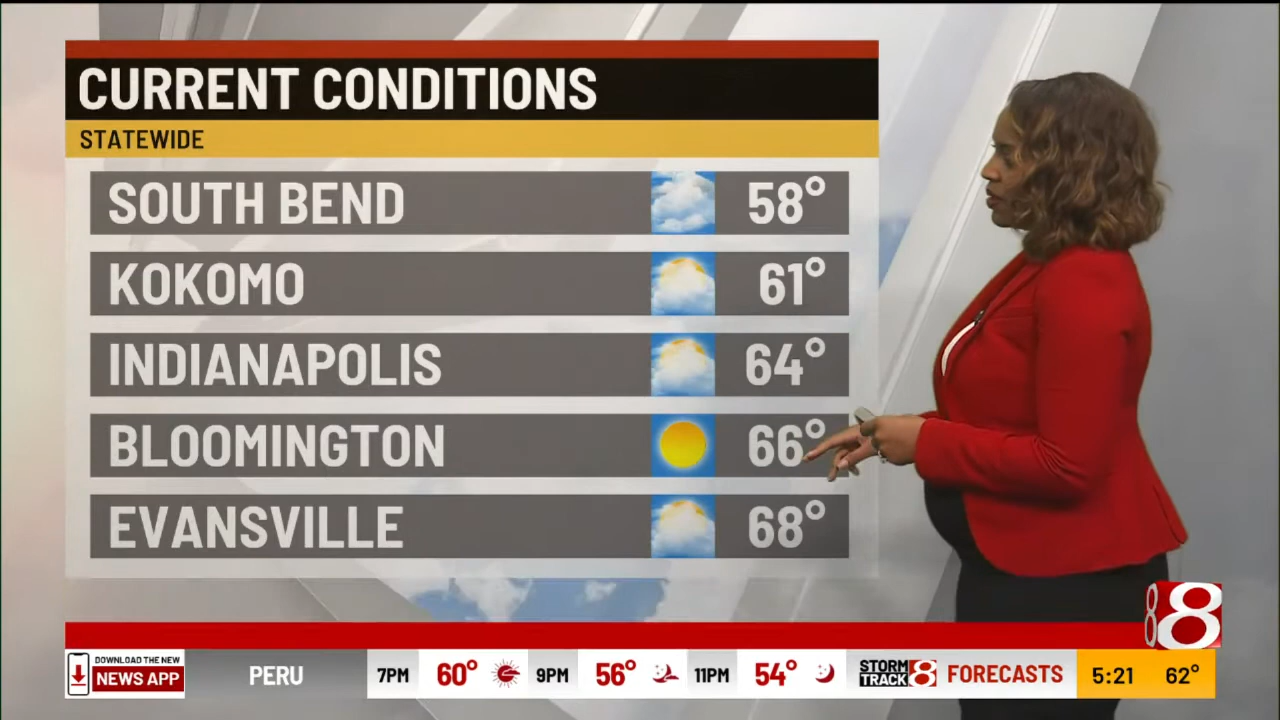 CURRENT CONDITIONS
STATEWIDE
SOUTH BEND 58°
KOKOMO 61°
INDIANAPOLIS 64°
BLOOMINGTON 66°
EVANSVILLE 68°
8
DOWNLOAD THE NEW
NEWS APP
PERU 7PM 60° 9PM 56° 11PM 54° STORM TRACK 8 FORECASTS 5:21 62°